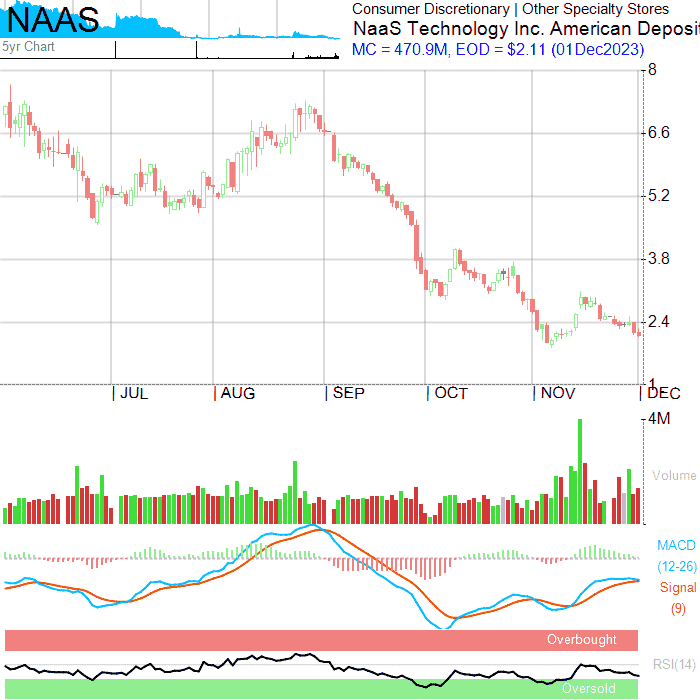 NAAS
5yr Chart
Consumer Discretionary | Other Specialty Stores
NaaS Technology Inc. American Deposi
MC = 470.9M, EOD = $2.11 (01Dec2023)
8
6.6
5.2
3.8
2.4
1
JUL
AUG
SEP
OCT
NOV
DEC
4M
Volume
MACD
(12-26)
Signal
(9)
Overbought
RSI(14)
Oversold